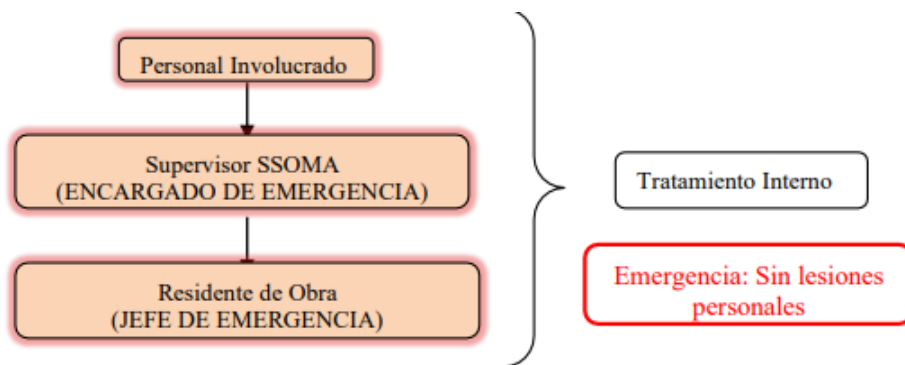 Personal Involucrado
Supervisor SSOMA
(ENCARGADO DE EMERGENCIA)
Residente de Obra
(JEFE DE EMERGENCIA)
Tratamiento Interno
Emergencia: Sin lesiones
personales